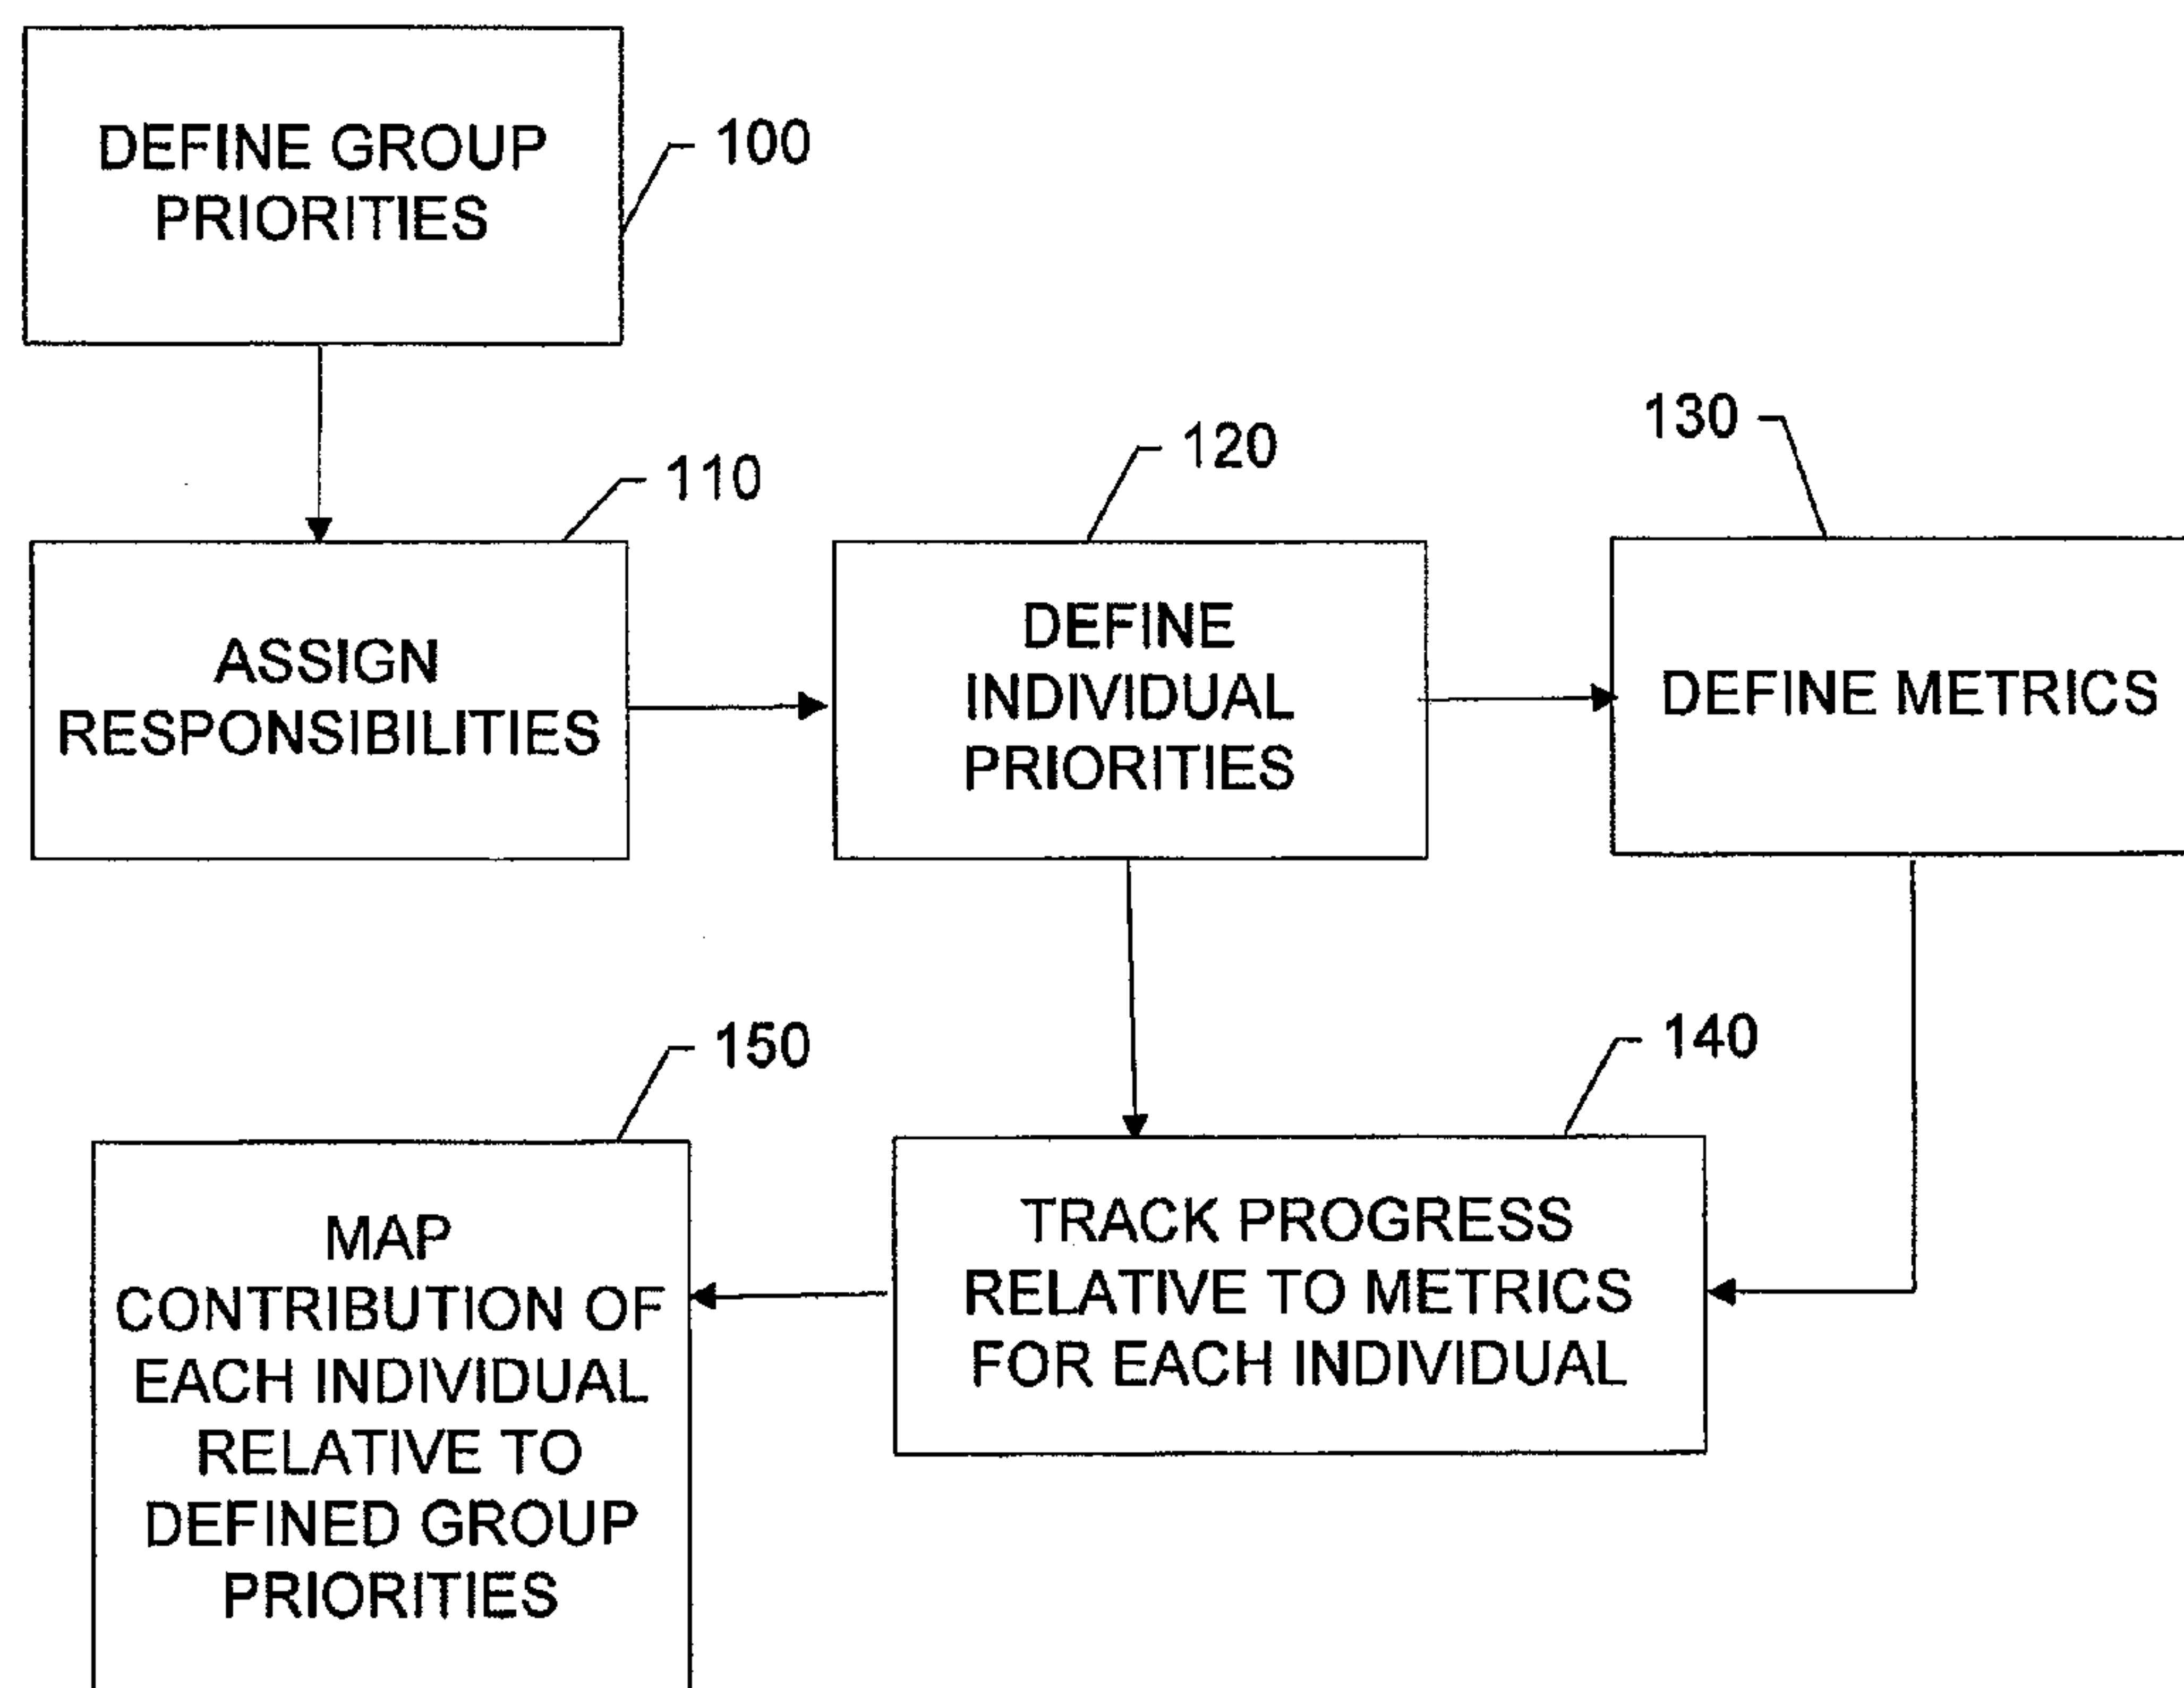 DEFINE GROUP
PRIORITIES
100
110
ASSIGN
RESPONSIBILITIES
120
DEFINE
INDIVIDUAL
PRIORITIES
130
DEFINE METRICS
140
TRACK PROGRESS
RELATIVE TO METRICS
FOR EACH INDIVIDUAL
150
MAP
CONTRIBUTION OF
EACH INDIVIDUAL
RELATIVE TO
DEFINED GROUP
PRIORITIES